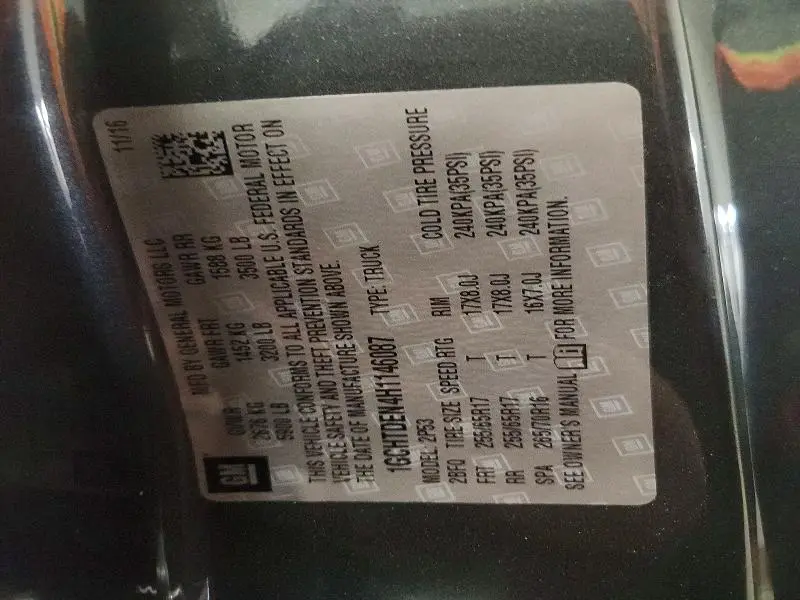 11/16
GM
MFD BY GENERAL MOTORS LLC
GVWR GAWR FRT GAWR RR
KG 1452 KG 1588 KG
LB 3200 LB 3500 LB
THIS VEHICLE CONFORMS TO ALL APPLICABLE U.S. FEDERAL MOTOR
VEHICLE SAFETY AND THEFT PREVENTION STANDARDS IN EFFECT ON
THE DATE OF MANUFACTURE SHOWN ABOVE.
1GCHTDEN4H1146087 TYPE: TRUCK
MODEL: 2P53
TIRE SIZE SPEED RTG RIM COLD TIRE PRESSURE
FRT 255/65R17 T 17X8.0J 240KPA(35PSI)
RR 255/65R17 T 17X8.0J 240KPA(35PSI)
SPA 265/70R16 T 16X7.0J 240KPA(35PSI)
SEE OWNER'S MANUAL FOR MORE INFORMATION.